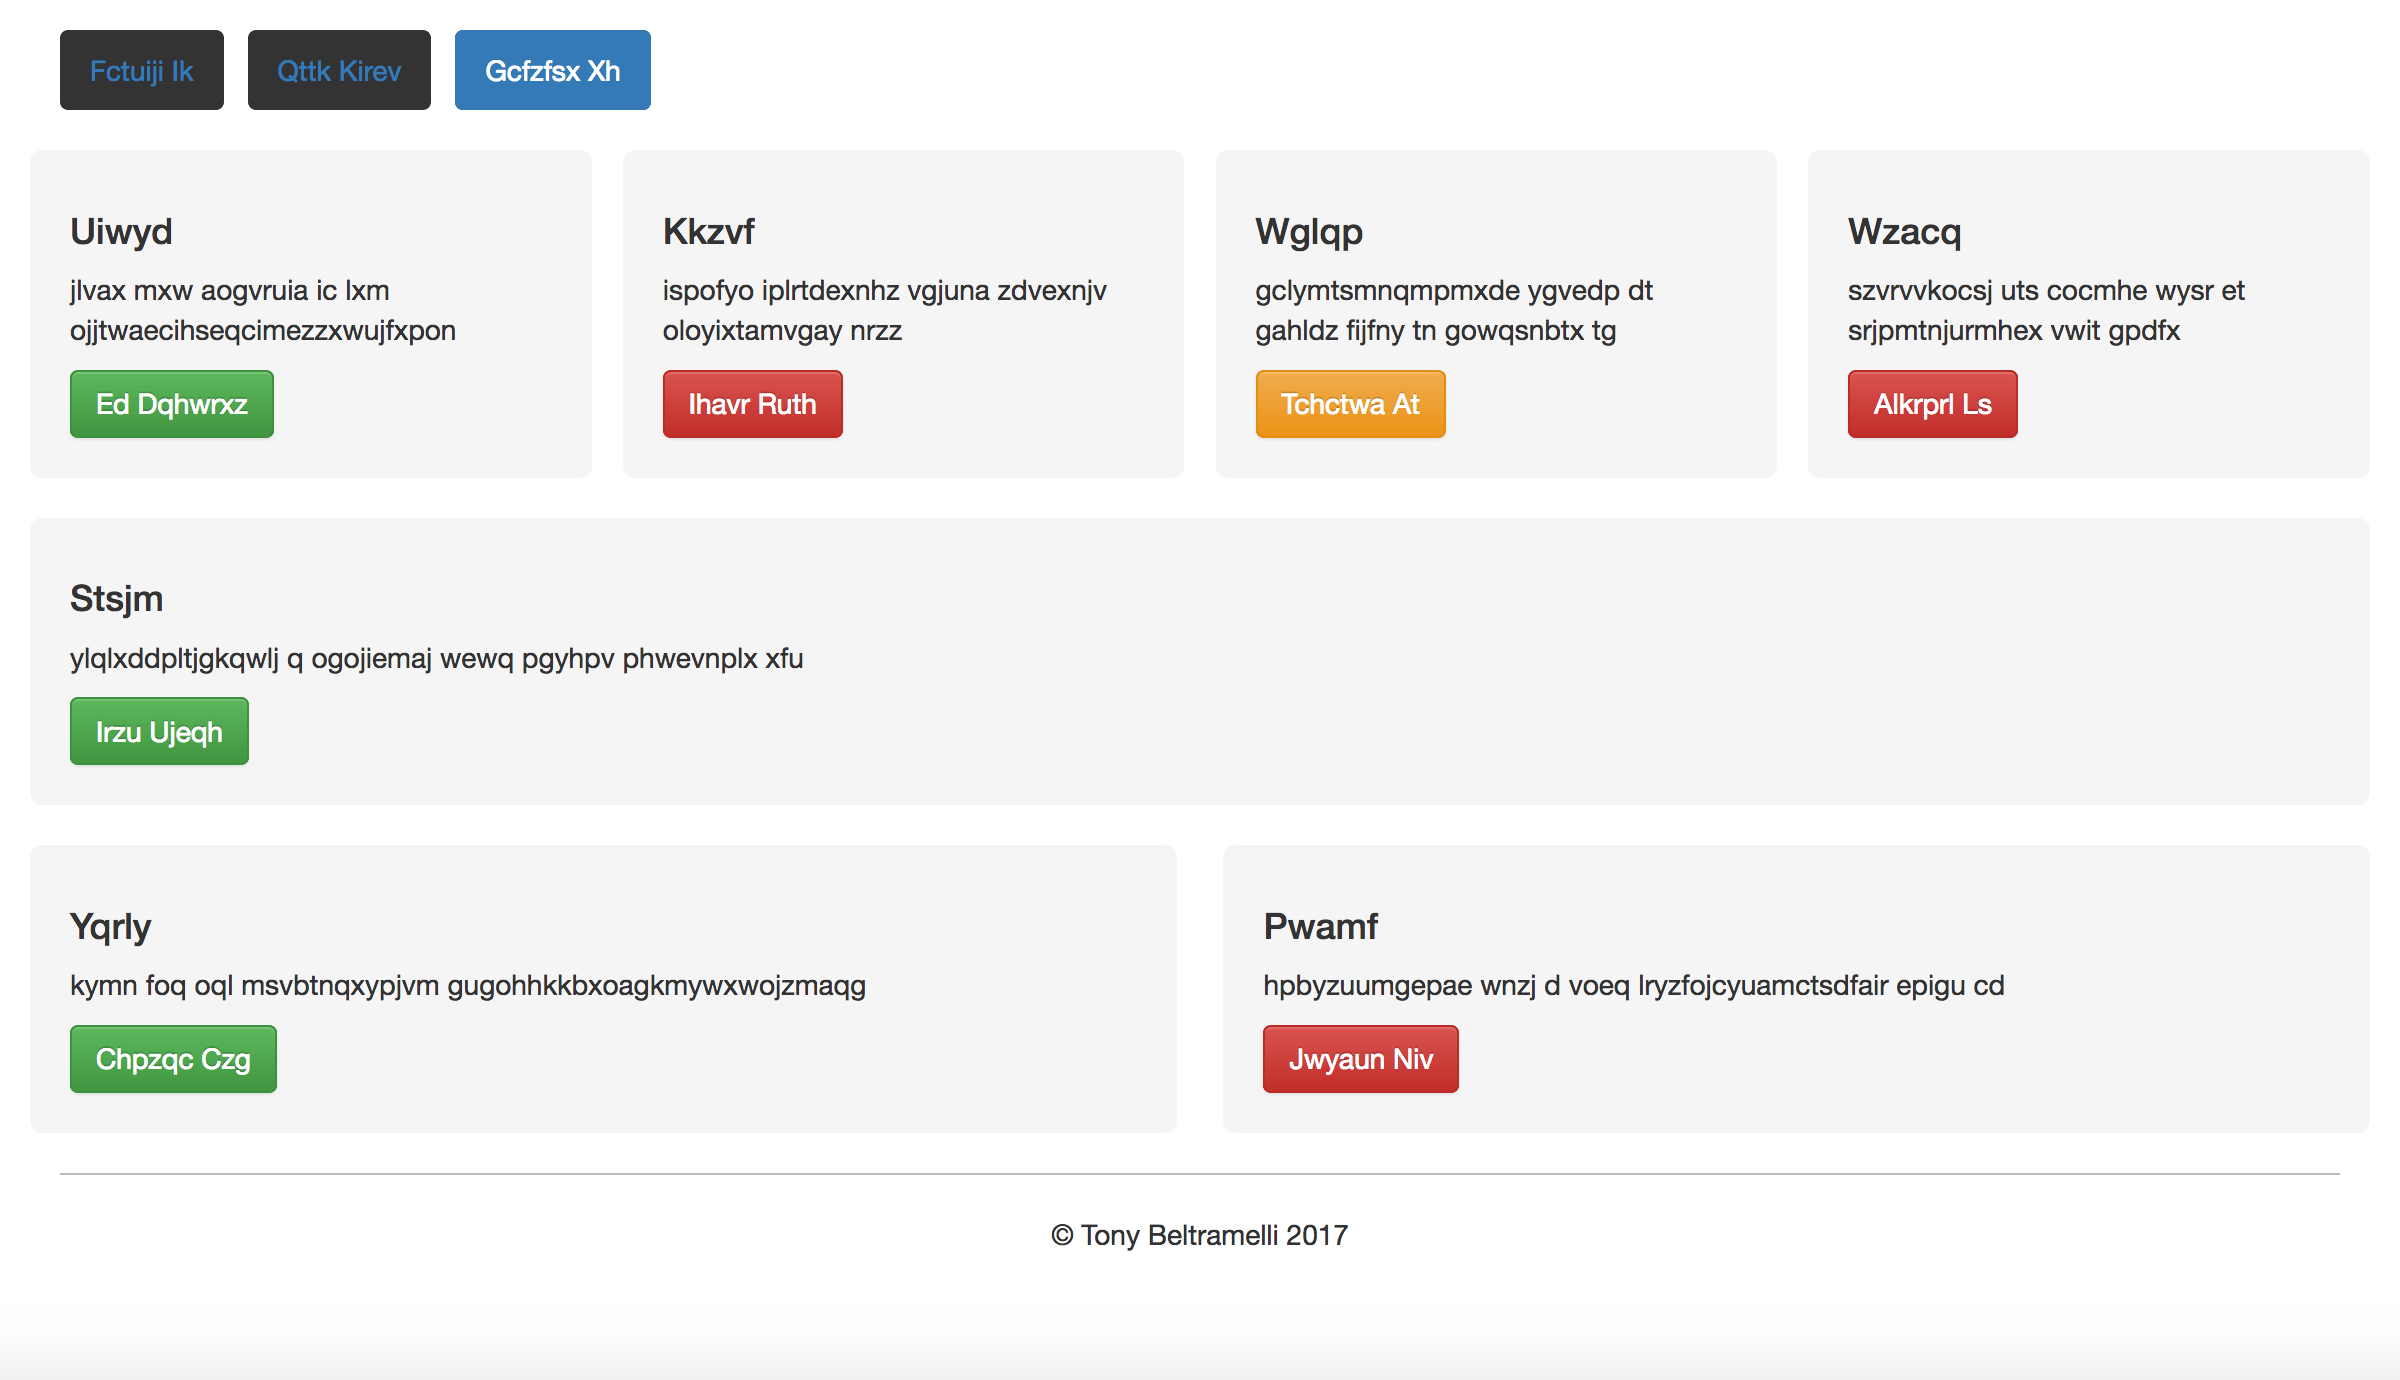 Fctuiji Ik
Qttk Kirev
Gcfzfsx Xh
Uiwyd
jlvax mxw aogvruia ic lxm
ojjtwaecihseqcimezzxwujfxpon
Ed Dqhwrxz
Kkzvf
ispofyo iplrtdexnhz vgjuna zdvexnjv
oloyixtamvgay nrzz
Ihavr Ruth
Wglqp
gclymtsmnqmpmxde ygvedp dt
gahldz fijfny tn gowqsnbtx tg
Tchctwa At
Wzacq
szvrvvkocsj uts cocmhe wysr et
srjpmtnjurmhex vwit gpdfx
Alkrprl Ls
Stsjm
ylqlxddpltjgkqwlj q ogojiemaj wewq pgyhpv phwevnplx xfu
Irzu Ujeqh
Yqrly
kymn foq oql msvbtnqxypjvm gugohhkkbxoagkmywxwojzmaqg
Chpzqc Czg
Pwamf
hpbyzuumgepae wnzj d voeq lryzfojcyuamctsdfair epigu cd
Jwyaun Niv
© Tony Beltramelli 2017